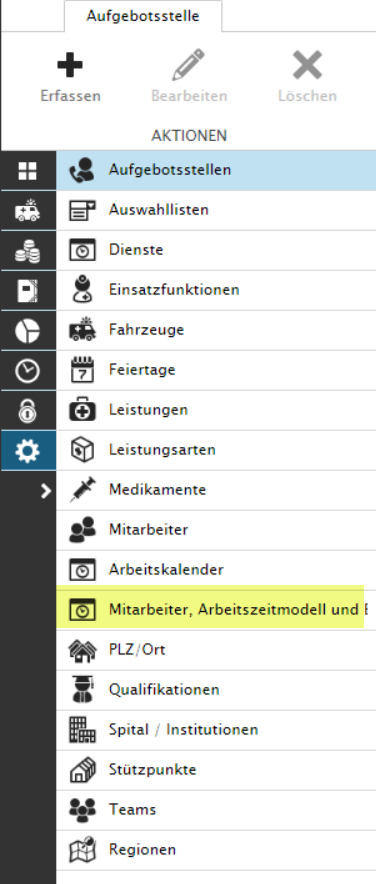 Aufgebotsstelle
Erfassen Bearbeiten Löschen
AKTIONEN
Aufgebotsstellen
Auswahllisten
Dienste
Einsatzfunktionen
Fahrzeuge
7 Feiertage
Leistungen
Leistungsarten
Medikamente
Mitarbeiter
Arbeitskalender
Mitarbeiter, Arbeitszeitmodell und
PLZ/Ort
Qualifikationen
Spital / Institutionen
Stützpunkte
Teams
Regionen